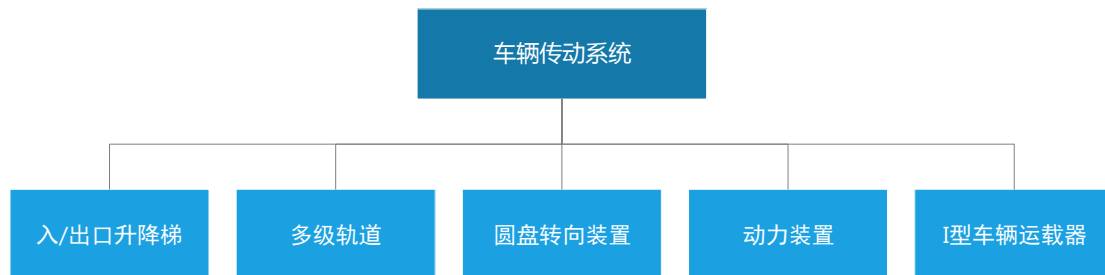 车辆传动系统
入/出口升降梯
多级轨道
圆盘转向装置
动力装置
I型车辆运载器